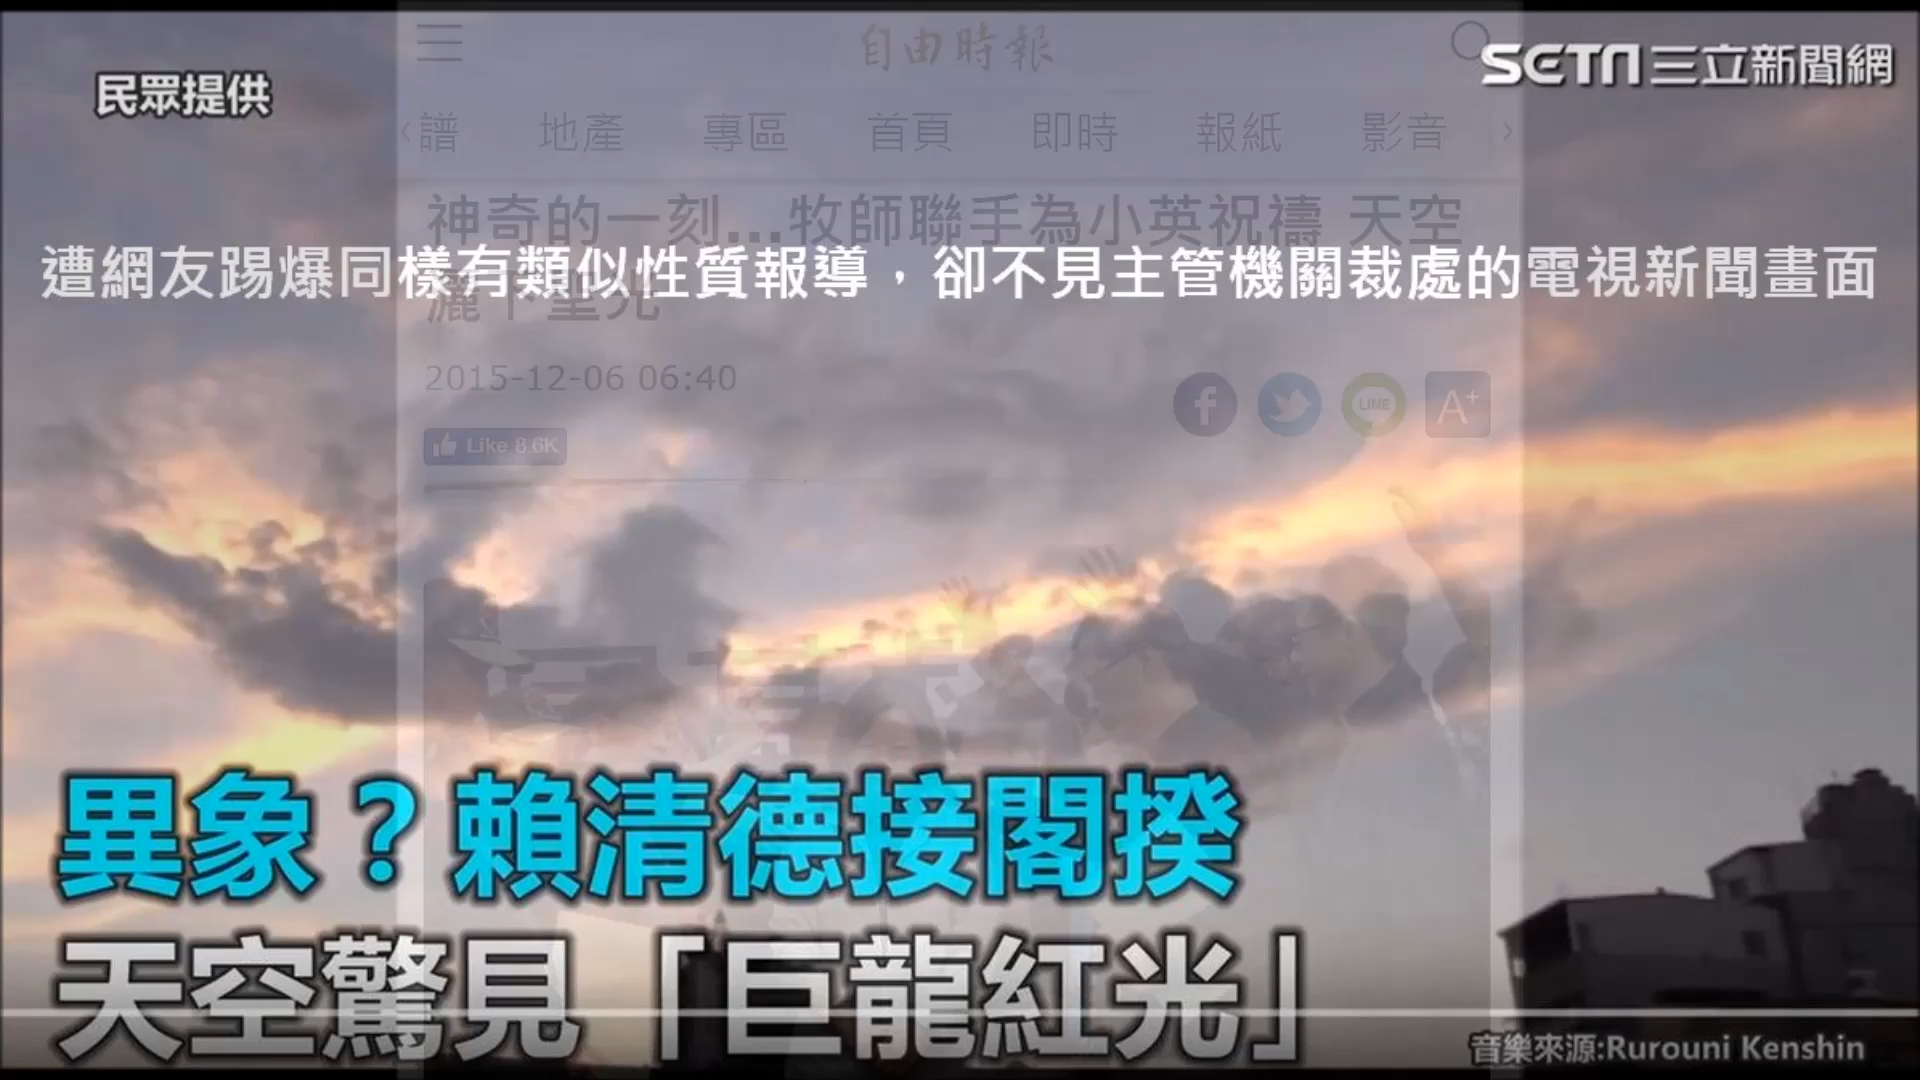 民眾提供
SETN三立新聞網
自由時報
譜 地產 專區 首頁 即時 報紙 影音
神奇的一刻...牧師聯手為小英祝禱 天空
灑下聖光
遭網友踢爆同樣有類似性質報導，卻不見主管機關裁處的電視新聞畫面
2015-12-06 06:40
LINE
A+
Like 8.6K
異象？賴清德接閣揆
天空驚見「巨龍紅光」
音樂來源:Rurouni Kenshin